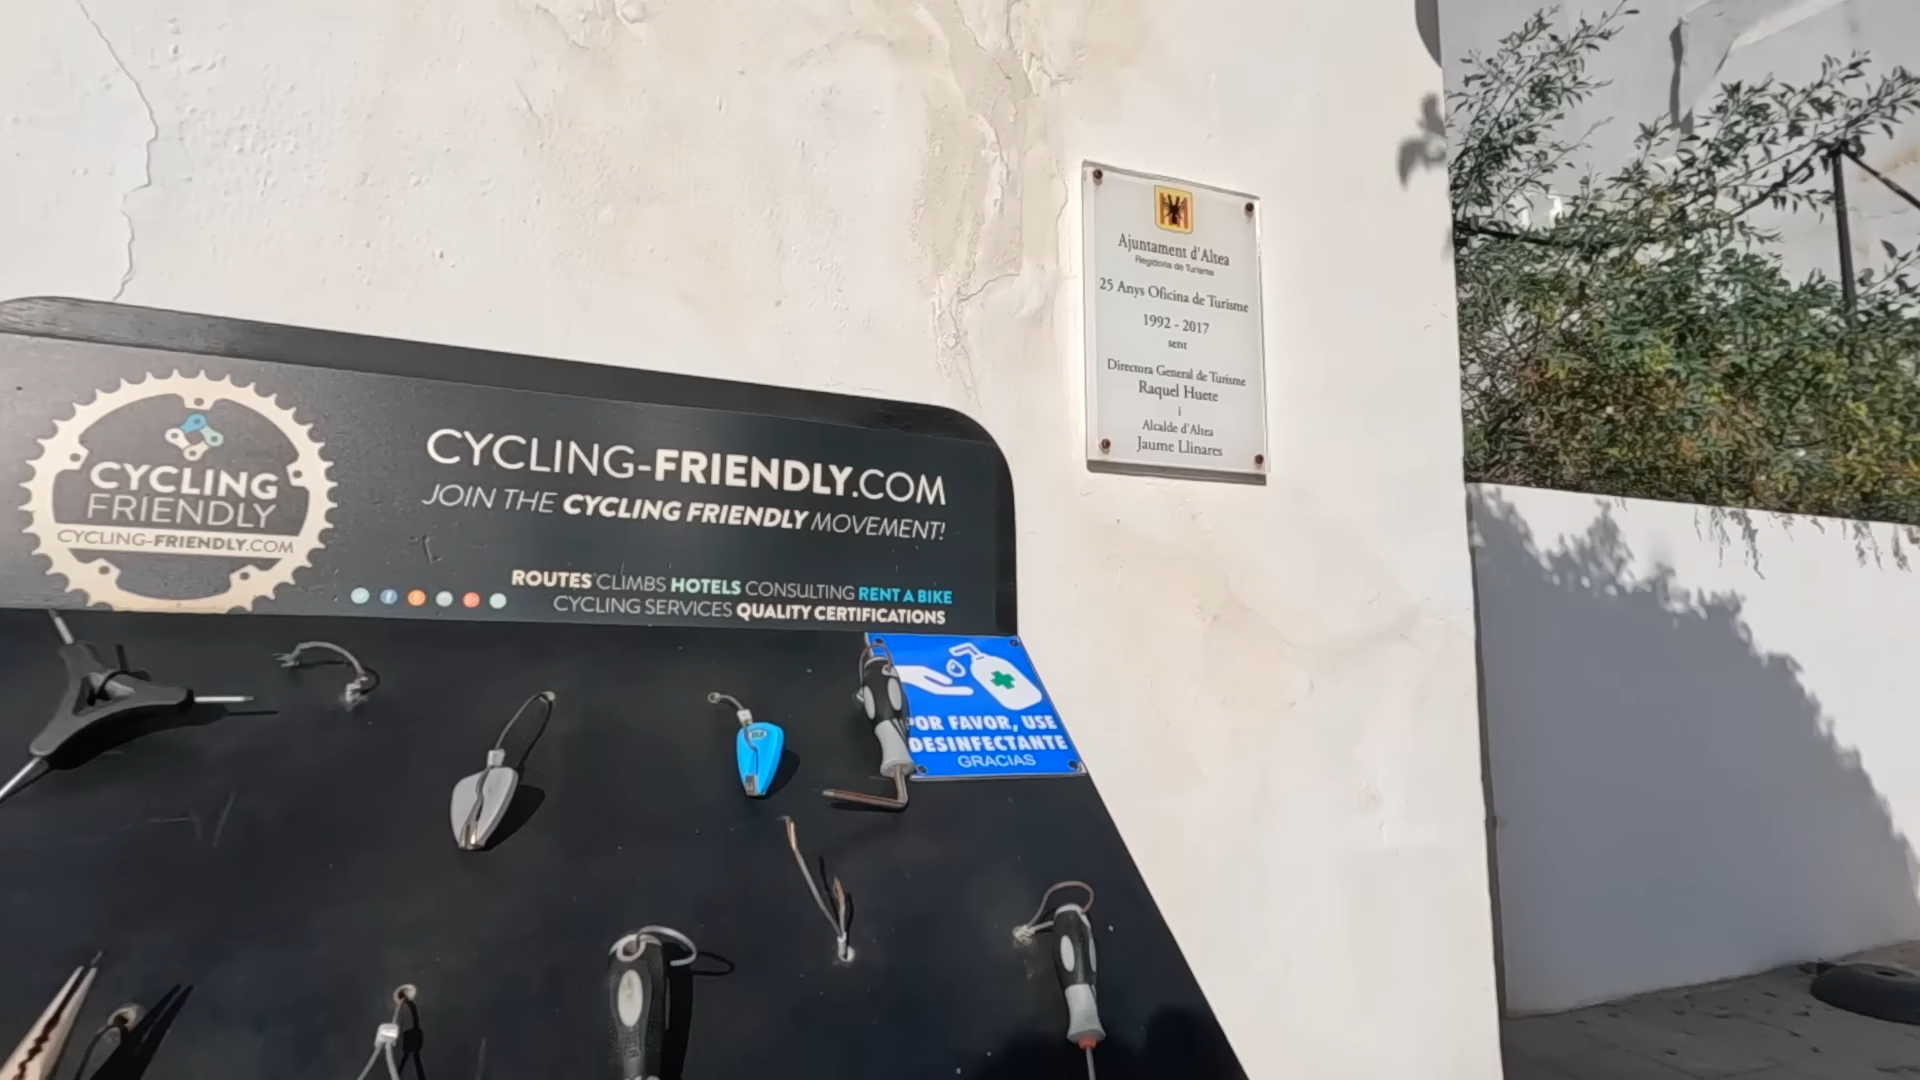 CYCLING
FRIENDLY
CYCLING-FRIENDLY.COM
CYCLING-FRIENDLY.COM
JOIN THE CYCLING FRIENDLY MOVEMENT!
ROUTES CLIMBS HOTELS CONSULTING RENT A BIKE
CYCLING SERVICES QUALITY CERTIFICATIONS
Ajuntament d'Altea
Regidoria de Turisme
25 Anys Oficina de Turisme
1992 - 2017
sent
Directora General de Turisme
Raquel Huete
i
Alcalde d'Altea
Jaume Llinares
POR FAVOR, USE
DESINFECTANTE
GRACIAS